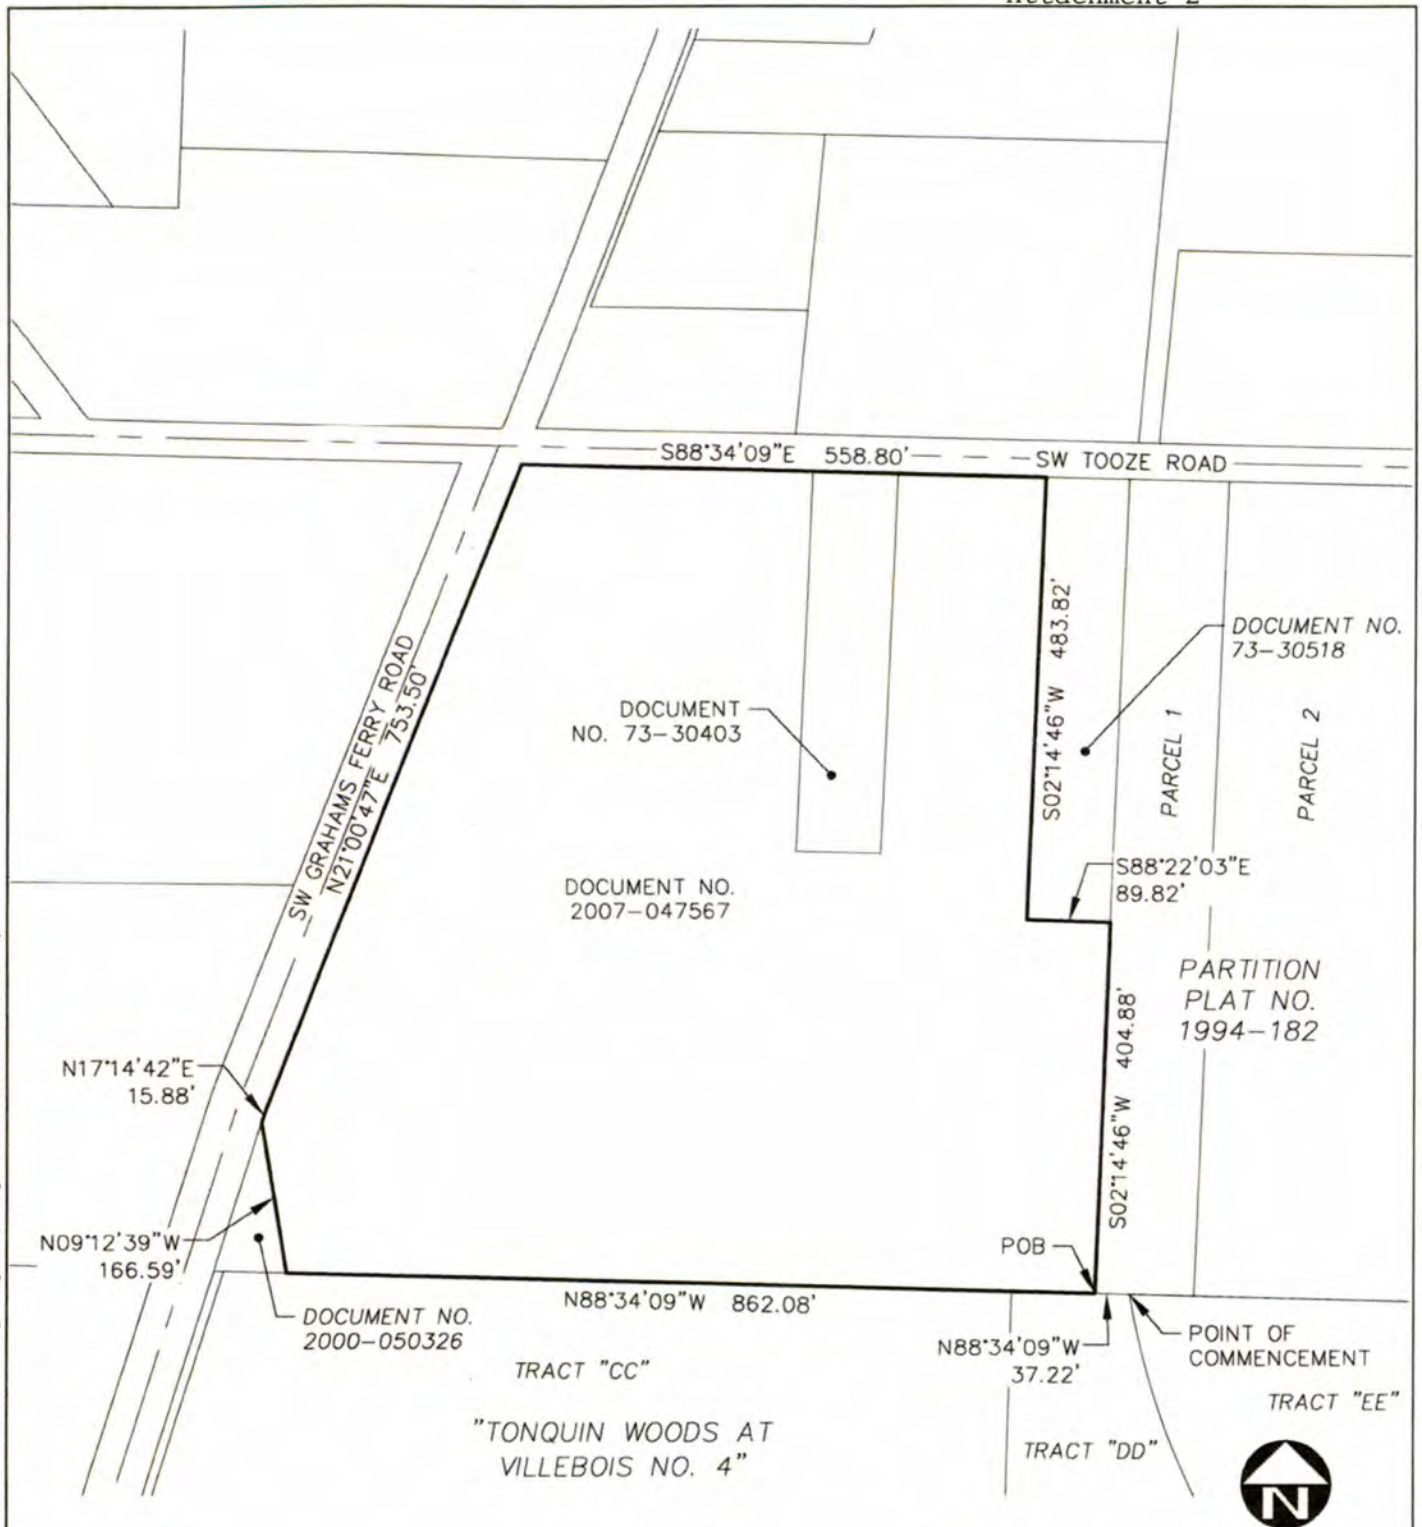 Attachment 2
S88°34'09"E 558.80'
SW TOOZE ROAD
SW GRAHAMS FERRY ROAD
N21°00'47"E 753.50'
S02°14'46"W 483.82'
DOCUMENT NO.
73-30518
DOCUMENT
NO. 73-30403
PARCEL 1
PARCEL 2
DOCUMENT NO.
2007-047567
S88°22'03"E
89.82'
PARTITION
PLAT NO.
1994-182
S02°14'46"W 404.88'
N17°14'42"E
15.88'
N09°12'39"W
166.59'
POB
N88°34'09"W 862.08'
DOCUMENT NO.
2000-050326
N88°34'09"W
37.22'
POINT OF
COMMENCEMENT
TRACT "CC"
TRACT "EE"
"TONQUIN WOODS AT
VILLEBOIS NO. 4"
TRACT "DD"
N